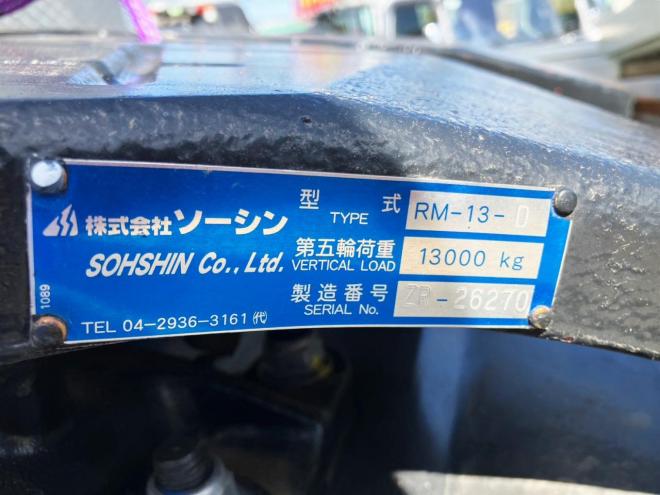 株式会社ソーシン
SOHSHIN Co., Ltd.
TEL 04-2936-3161 ㈹
1089
型 式 RM-13-D
TYPE
第五輪荷重 13000 kg
VERTICAL LOAD
製造番号 ZR-26270
SERIAL No.